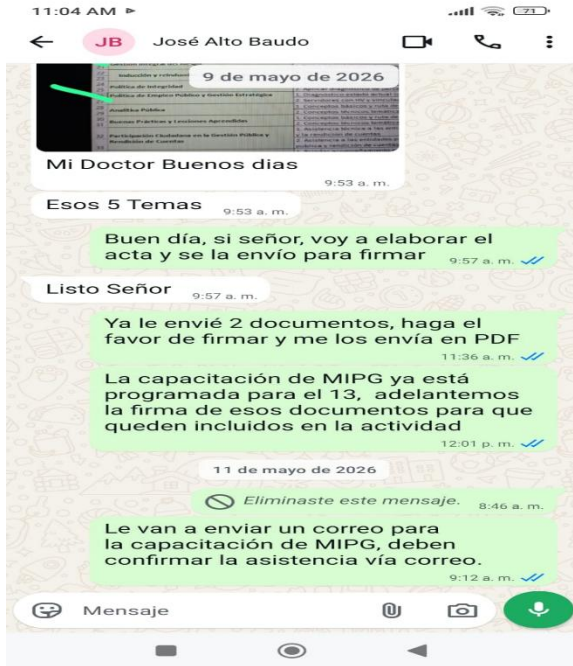 11:04 AM
71
JB José Alto Baudo
9 de mayo de 2026
Inducción y
Política de Integridad
Política de Empleo Público y Gestión Estratégica
Analítica Pública
Buenas Prácticas y Lecciones Aprendidas
Participación Ciudadana en la Gestión Pública y
Rendición de Cuentas
Mi Doctor Buenos dias
9:53 a. m.
Esos 5 Temas 9:53 a. m.
Buen día, si señor, voy a elaborar el
acta y se la envío para firmar 9:57 a. m.
Listo Señor 9:57 a. m.
Ya le envié 2 documentos, haga el
favor de firmar y me los envía en PDF
11:36 a. m.
La capacitación de MIPG ya está
programada para el 13, adelantemos
la firma de esos documentos para que
queden incluidos en la actividad
12:01 p. m.
11 de mayo de 2026
Eliminaste este mensaje. 8:46 a. m.
Le van a enviar un correo para
la capacitación de MIPG, deben
confirmar la asistencia vía correo.
9:12 a. m.
Mensaje